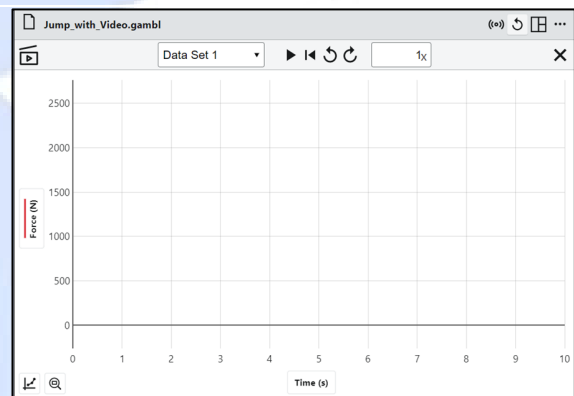 Jump_with_Video.gambl
Data Set 1
1x
2500
2000
1500
1000
500
0
Force (N)
0 1 2 3 4 5 6 7 8 9 10
Time (s)